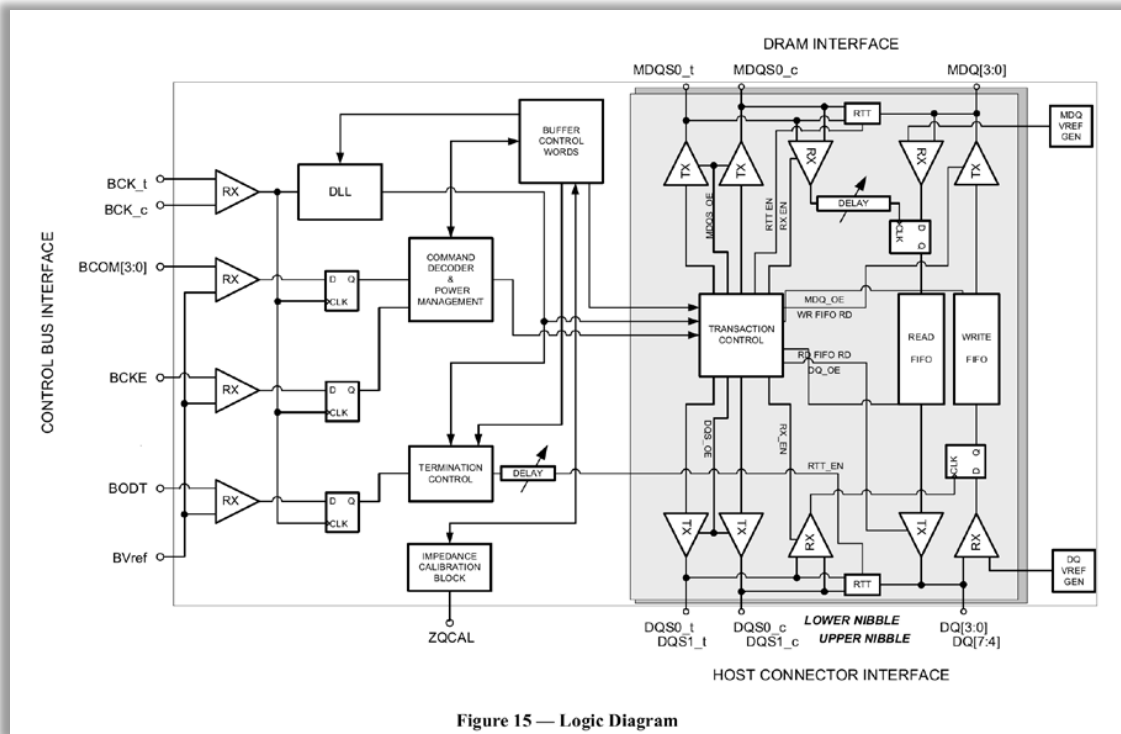 DRAM INTERFACE
MDQS0_t
MDQS0_c
MDQ[3:0]
BUFFER
CONTROL
WORDS
RTT
MDQ
VREF
GEN
BCK_t
BCK_c
RX
DLL
TX
TX
RX
RX
TX
MDQS_OE
RTT EN
RX EN
DELAY
D Q
CLK
BCOM[3:0]
RX
D Q
CLK
COMMAND
DECODER
&
POWER
MANAGEMENT
CONTROL BUS INTERFACE
TRANSACTION
CONTROL
MDQ_OE
WR FIFO RD
RD FIFO RD
DQ_OE
READ
FIFO
WRITE
FIFO
BCKE
RX
D Q
CLK
DQS_OE
RX_EN
CLK
Q
D
BODT
RX
D Q
CLK
TERMINATION
CONTROL
DELAY
RTT_EN
TX
TX
RX
TX
RX
BVref
IMPEDANCE
CALIBRATION
BLOCK
RTT
DQ
VREF
GEN
ZQCAL
DQS0_t
DQS1_t
DQS0_c
DQS1_c
LOWER NIBBLE
UPPER NIBBLE
DQ[3:0]
DQ[7:4]
HOST CONNECTOR INTERFACE
Figure 15 — Logic Diagram